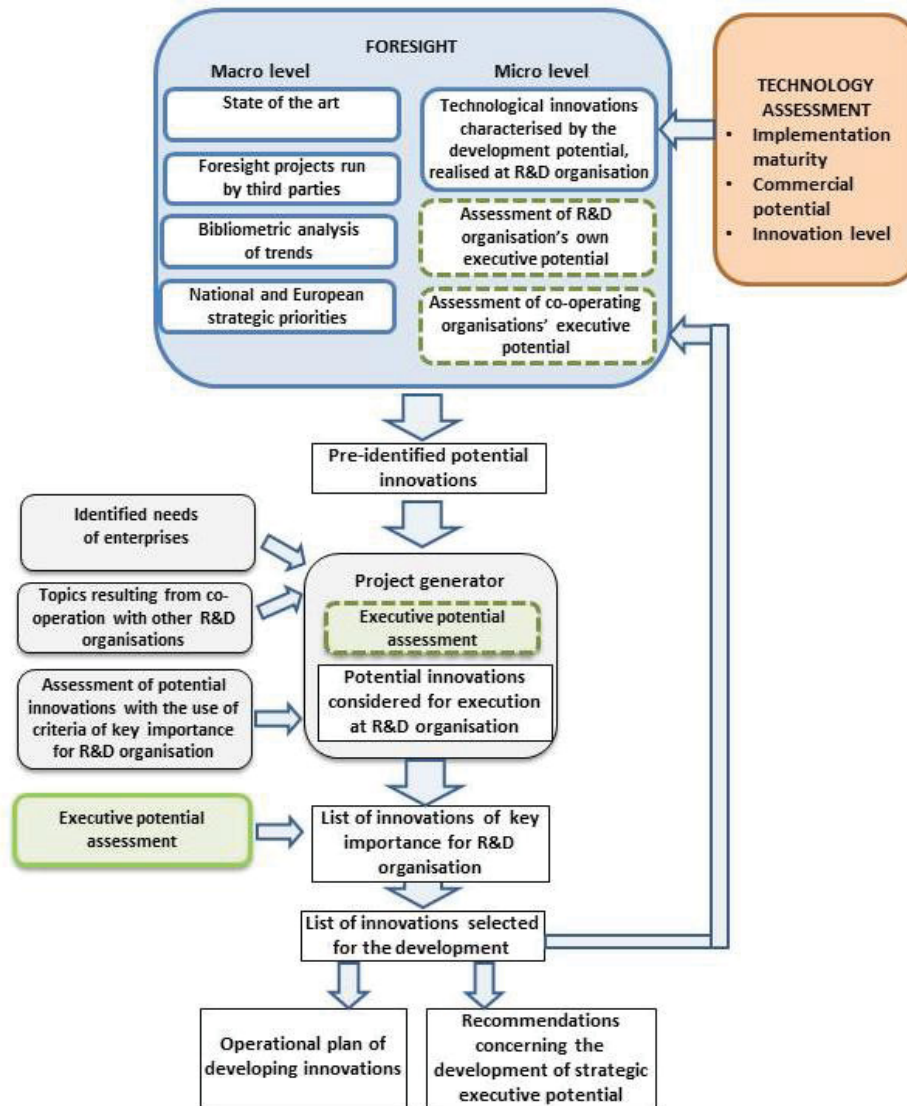 FORESIGHT
Macro level
State of the art
Foresight projects run
by third parties
Bibliometric analysis
of trends
National and European
strategic priorities
Micro level
Technological innovations
characterised by the
development potential,
realised at R&D organisation
Assessment of R&D
organisation's own
executive potential
Assessment of co-operating
organisations' executive
potential
TECHNOLOGY
ASSESSMENT
• Implementation
maturity
• Commercial
potential
• Innovation level
Pre-identified potential
innovations
Identified needs
of enterprises
Topics resulting from co-
operation with other R&D
organisations
Assessment of potential
innovations with the use of
criteria of key importance
for R&D organisation
Project generator
Executive potential
assessment
Potential innovations
considered for execution
at R&D organisation
Executive potential
assessment
List of innovations of key
importance for R&D
organisation
List of innovations selected
for the development
Operational plan of
developing innovations
Recommendations
concerning the
development of strategic
executive potential